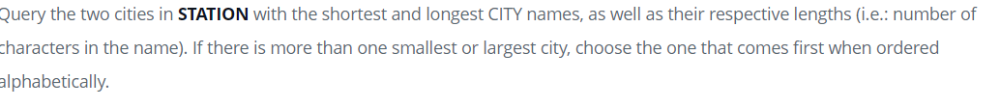 Query the two cities in STATION with the shortest and longest CITY names, as well as their respective lengths (i.e.: number of
characters in the name). If there is more than one smallest or largest city, choose the one that comes first when ordered
alphabetically.